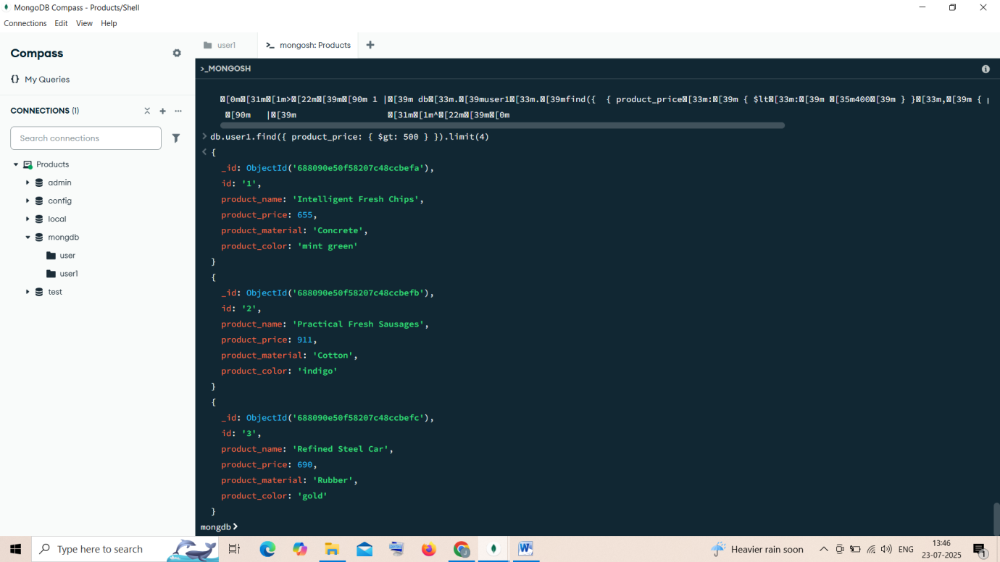 MongoDB Compass - Products/Shell
Connections Edit View Help
Compass
My Queries
CONNECTIONS (1)
Search connections
Products
admin
config
local
mongdb
user
user1
test
user1
>_ mongosh: Products
>_MONGOSH
�[0m�[31m�[1m>�[22m�[39m�[90m 1 |�[39m db�[33m.�[39muser1�[33m.�[39mfind({  { product_price�[33m:�[39m { $lt�[33m:�[39m �[35m400�[39m } }�[33m,�[39m {
�[90m   |�[39m                  �[31m�[1m^�[22m�[39m�[0m
> db.user1.find({ product_price: { $gt: 500 } }).limit(4)
< {
_id: ObjectId('688090e50f58207c48ccbefa'),
id: '1',
product_name: 'Intelligent Fresh Chips',
product_price: 655,
product_material: 'Concrete',
product_color: 'mint green'
}
{
_id: ObjectId('688090e50f58207c48ccbefb'),
id: '2',
product_name: 'Practical Fresh Sausages',
product_price: 911,
product_material: 'Cotton',
product_color: 'indigo'
}
{
_id: ObjectId('688090e50f58207c48ccbefc'),
id: '3',
product_name: 'Refined Steel Car',
product_price: 690,
product_material: 'Rubber',
product_color: 'gold'
}
mongdb>
Type here to search
Heavier rain soon
ENG
13:46
23-07-2025
1